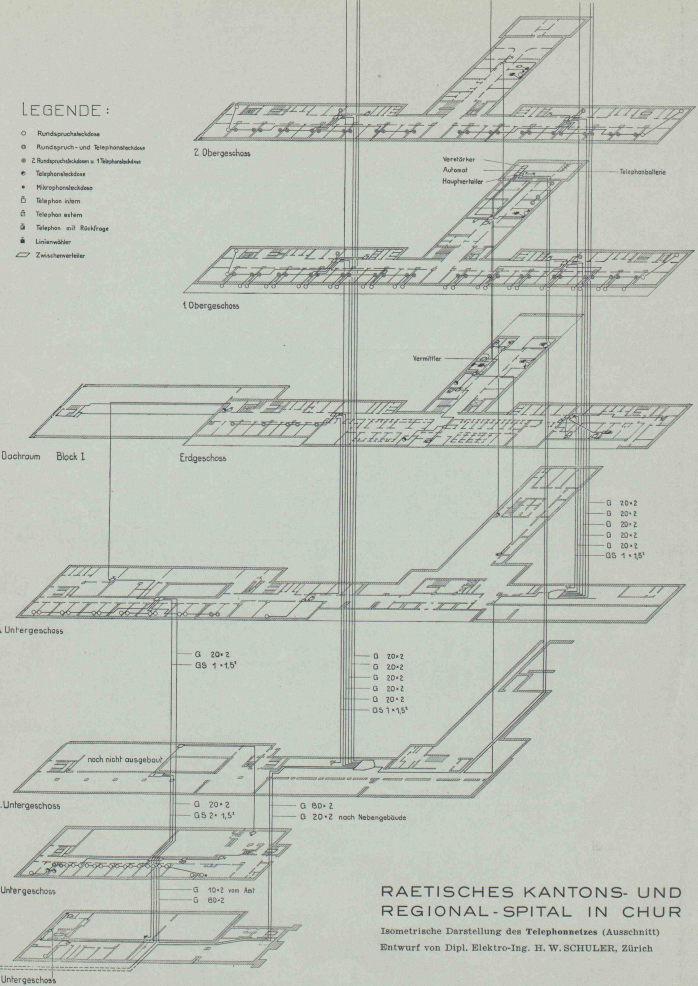 LEGENDE:
Rundspruchsteckdose
Rundspruch- und Telephonsteckdose
2 Rundspruchsteckdosen u. 1 Telephonsteckdose
Telephonsteckdose
Mikrophonsteckdose
Telephon intern
Telephon extern
Telephon mit Rückfrage
Linienwähler
Zwischenverteiler
2. Obergeschoss
Verstärker
Automat
Hauptverteiler
Telephonbatterie
1. Obergeschoss
Vermittler
Dachraum Block 1
Erdgeschoss
G 20×2
G 20×2
G 20×2
G 20×2
G 20×2
GS 1×1,5²
. Untergeschoss
G 20×2
GS 1×1,5²
G 20×2
G 20×2
G 20×2
G 20×2
G 20×2
GS 1×1,5²
noch nicht ausgebaut
. Untergeschoss
G 20×2
GS 2×1,5²
G 80×2
G 20×2 nach Nebengebäude
Untergeschoss
G 10×2 vom Amt
G 60×2
Untergeschoss
RAETISCHES KANTONS- UND
REGIONAL-SPITAL IN CHUR
Isometrische Darstellung des Telephonnetzes (Ausschnitt)
Entwurf von Dipl. Elektro-Ing. H. W. SCHULER, Zürich